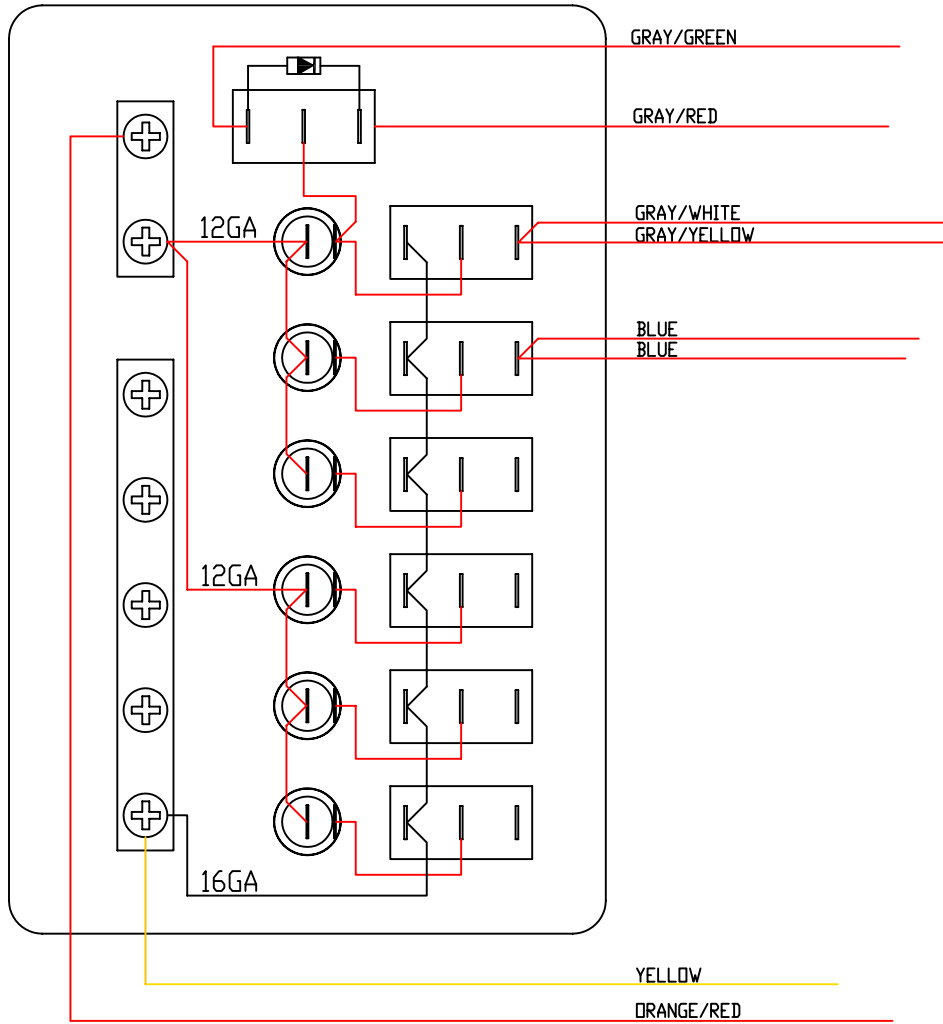 GRAY/GREEN
GRAY/RED
12GA
GRAY/WHITE
GRAY/YELLOW
BLUE
BLUE
12GA
16GA
YELLOW
ORANGE/RED